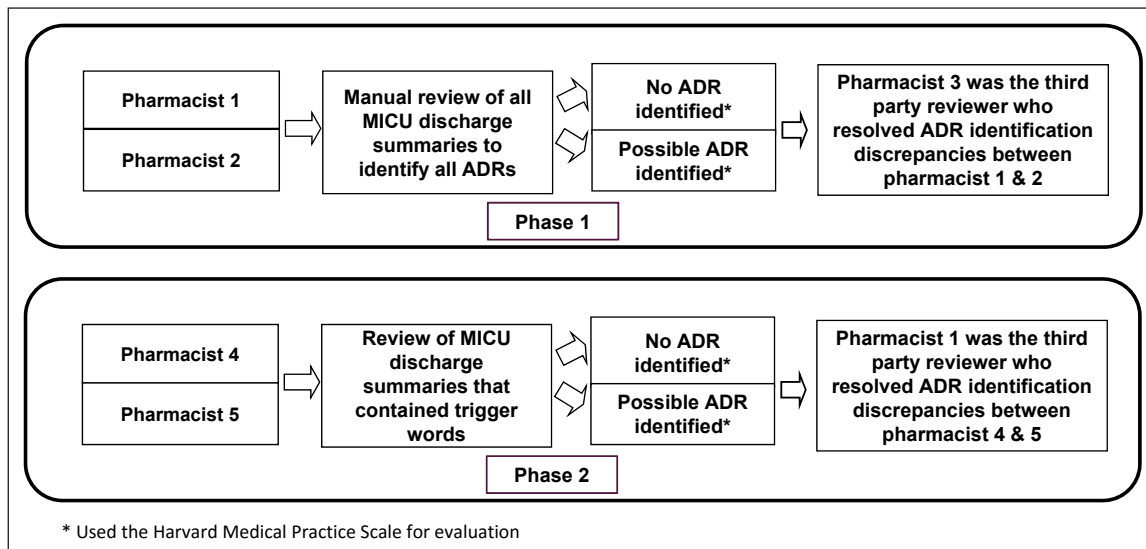 Pharmacist 1
Pharmacist 2
Manual review of all
MICU discharge
summaries to
identify all ADRs
No ADR
identified*
Possible ADR
identified*
Pharmacist 3 was the third
party reviewer who
resolved ADR identification
discrepancies between
pharmacist 1 & 2
Phase 1
Pharmacist 4
Pharmacist 5
Review of MICU
discharge
summaries that
contained trigger
words
No ADR
identified*
Possible ADR
identified*
Pharmacist 1 was the third
party reviewer who
resolved ADR identification
discrepancies between
pharmacist 4 & 5
Phase 2
* Used the Harvard Medical Practice Scale for evaluation